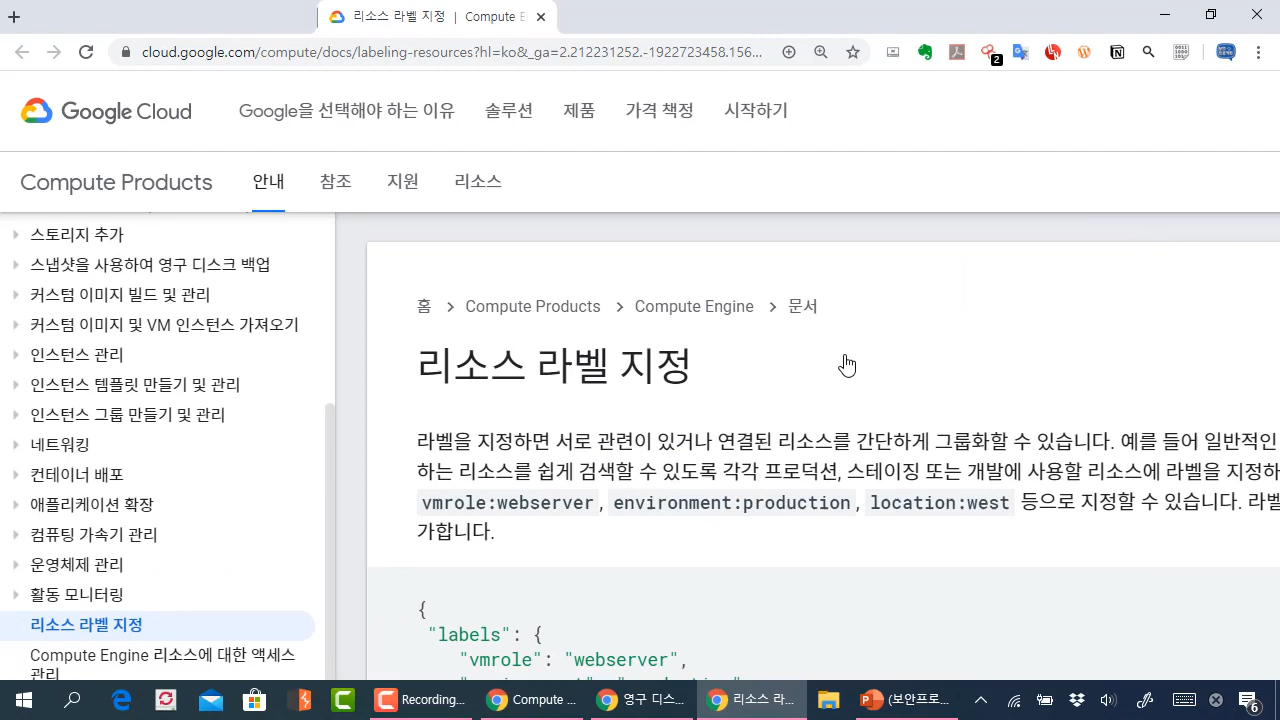 리소스 라벨 지정 | Compute E
cloud.google.com/compute/docs/labeling-resources?hl=ko&_ga=2.212231252.-1922723458.156...
2
Google Cloud
Google을 선택해야 하는 이유 솔루션 제품 가격 책정 시작하기
Compute Products 안내 참조 지원 리소스
스토리지 추가
스냅샷을 사용하여 영구 디스크 백업
커스텀 이미지 빌드 및 관리
커스텀 이미지 및 VM 인스턴스 가져오기
인스턴스 관리
인스턴스 템플릿 만들기 및 관리
인스턴스 그룹 만들기 및 관리
네트워킹
컨테이너 배포
애플리케이션 확장
컴퓨팅 가속기 관리
운영체제 관리
활동 모니터링
리소스 라벨 지정
Compute Engine 리소스에 대한 액세스
관리
홈 > Compute Products > Compute Engine > 문서
리소스 라벨 지정
라벨을 지정하면 서로 관련이 있거나 연결된 리소스를 간단하게 그룹화할 수 있습니다. 예를 들어 일반적인
하는 리소스를 쉽게 검색할 수 있도록 각각 프로덕션, 스테이징 또는 개발에 사용할 리소스에 라벨을 지정하
vmrole:webserver, environment:production, location:west 등으로 지정할 수 있습니다. 라벨
가합니다.
{
"labels": {
"vmrole": "webserver",
Recording... Compute ... 영구 디스... 리소스 라... (보안프로...
6